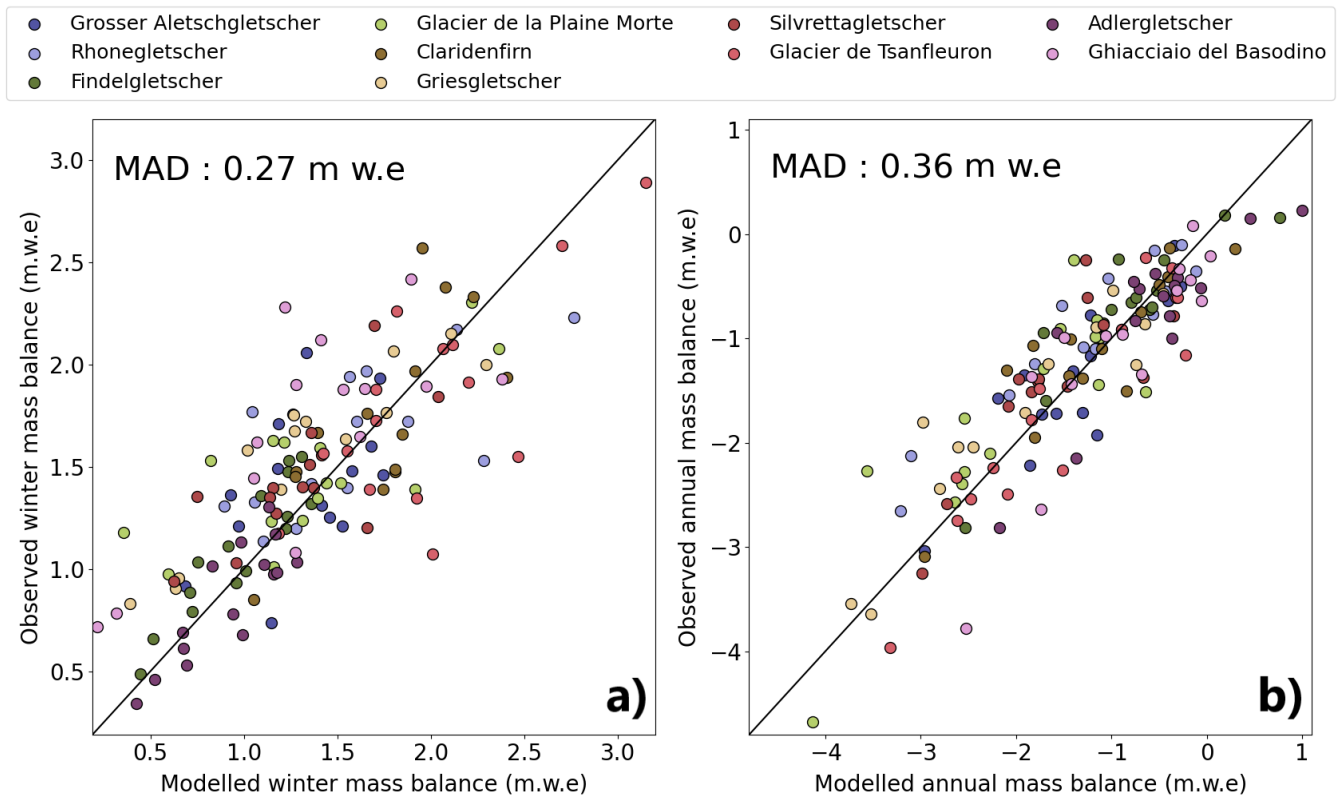 Grosser Aletschgletscher
Rhonegletscher
Findelgletscher
Glacier de la Plaine Morte
Claridenfirn
Griesgletscher
Silvrettagletscher
Glacier de Tsanfleuron
Adlergletscher
Ghiacciaio del Basodino
MAD : 0.27 m w.e
3.0
2.5
2.0
1.5
1.0
0.5
Observed winter mass balance (m.w.e)
a)
0.5 1.0 1.5 2.0 2.5 3.0
Modelled winter mass balance (m.w.e)
MAD : 0.36 m w.e
1
0
−1
−2
−3
−4
Observed annual mass balance (m.w.e)
b)
−4 −3 −2 −1 0 1
Modelled annual mass balance (m.w.e)